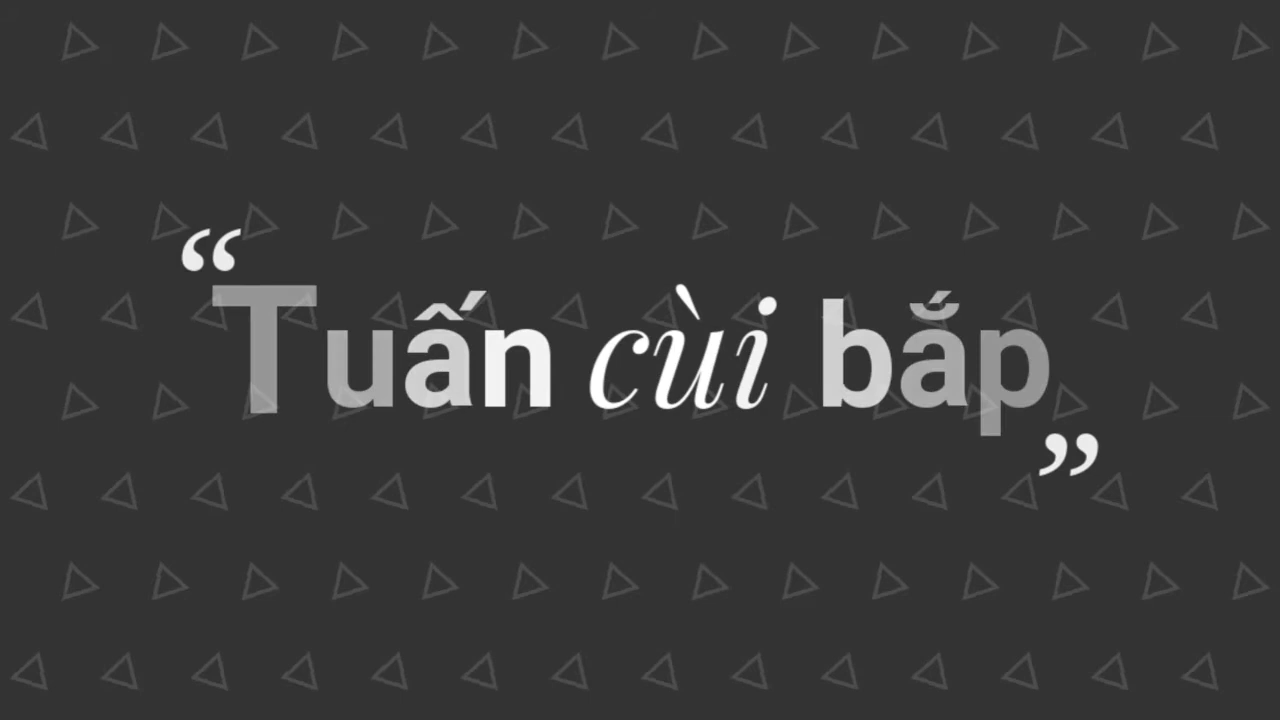 “Tuấn cùi bắp”